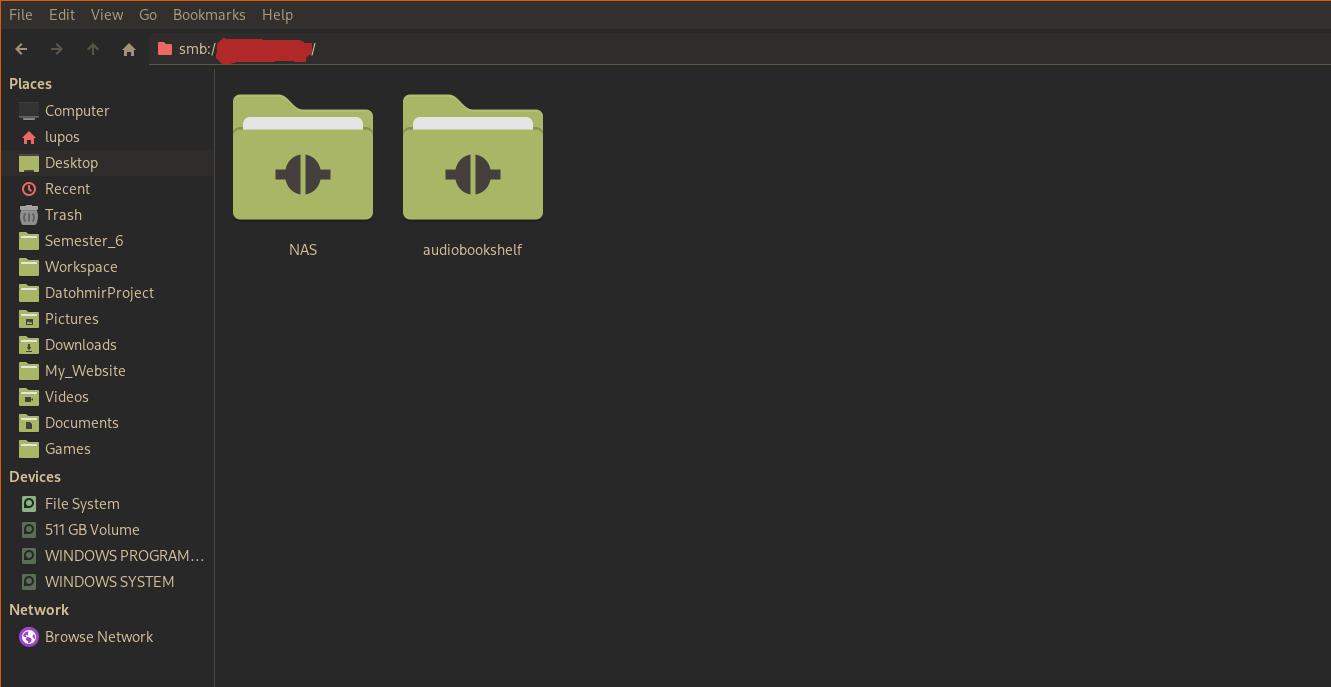 File Edit View Go Bookmarks Help
smb:/ /
Places
Computer
lupos
Desktop
Recent
Trash
Semester_6
Workspace
DatohmirProject
Pictures
Downloads
My_Website
Videos
Documents
Games
Devices
File System
511 GB Volume
WINDOWS PROGRAM...
WINDOWS SYSTEM
Network
Browse Network
NAS audiobookshelf